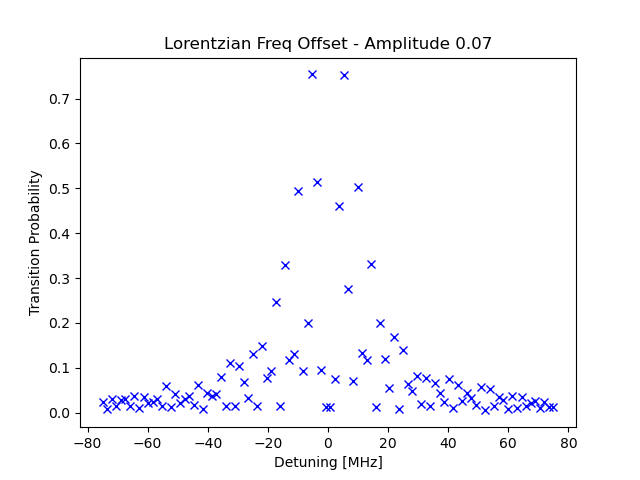 Lorentzian Freq Offset - Amplitude 0.07
Transition Probability
0.7
0.6
0.5
0.4
0.3
0.2
0.1
0.0
−80 −60 −40 −20 0 20 40 60 80
Detuning [MHz]